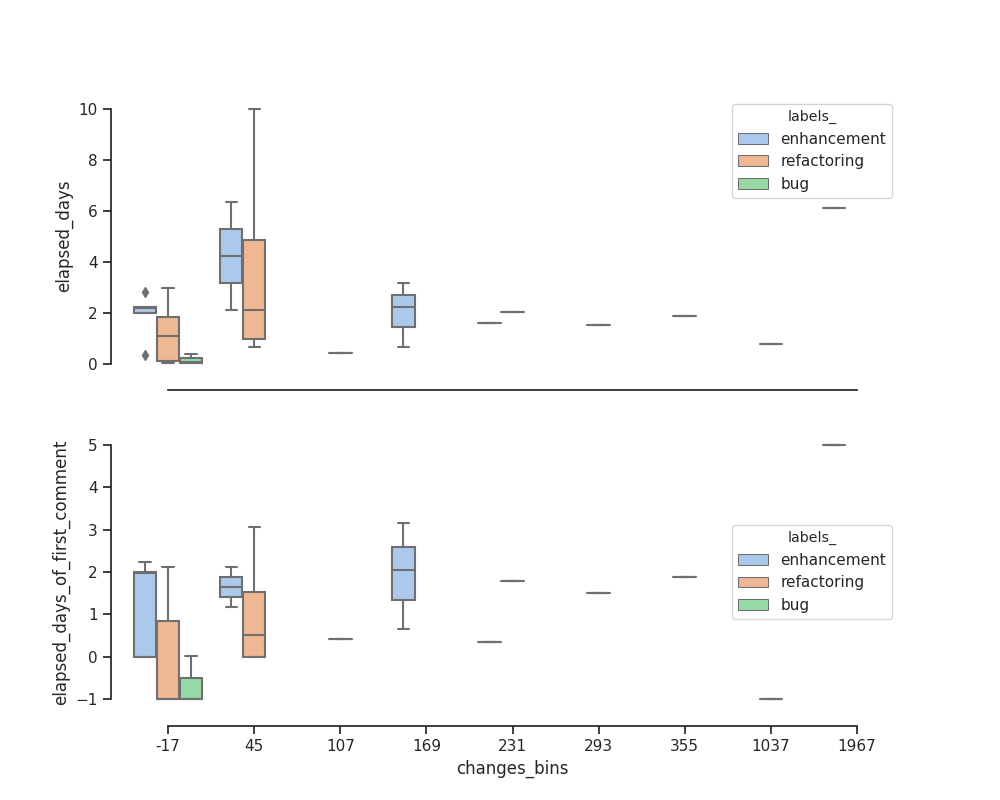 10
8
6
4
2
0
elapsed_days
labels_
enhancement
refactoring
bug
5
4
3
2
1
0
−1
elapsed_days_of_first_comment
labels_
enhancement
refactoring
bug
-17 45 107 169 231 293 355 1037 1967
changes_bins